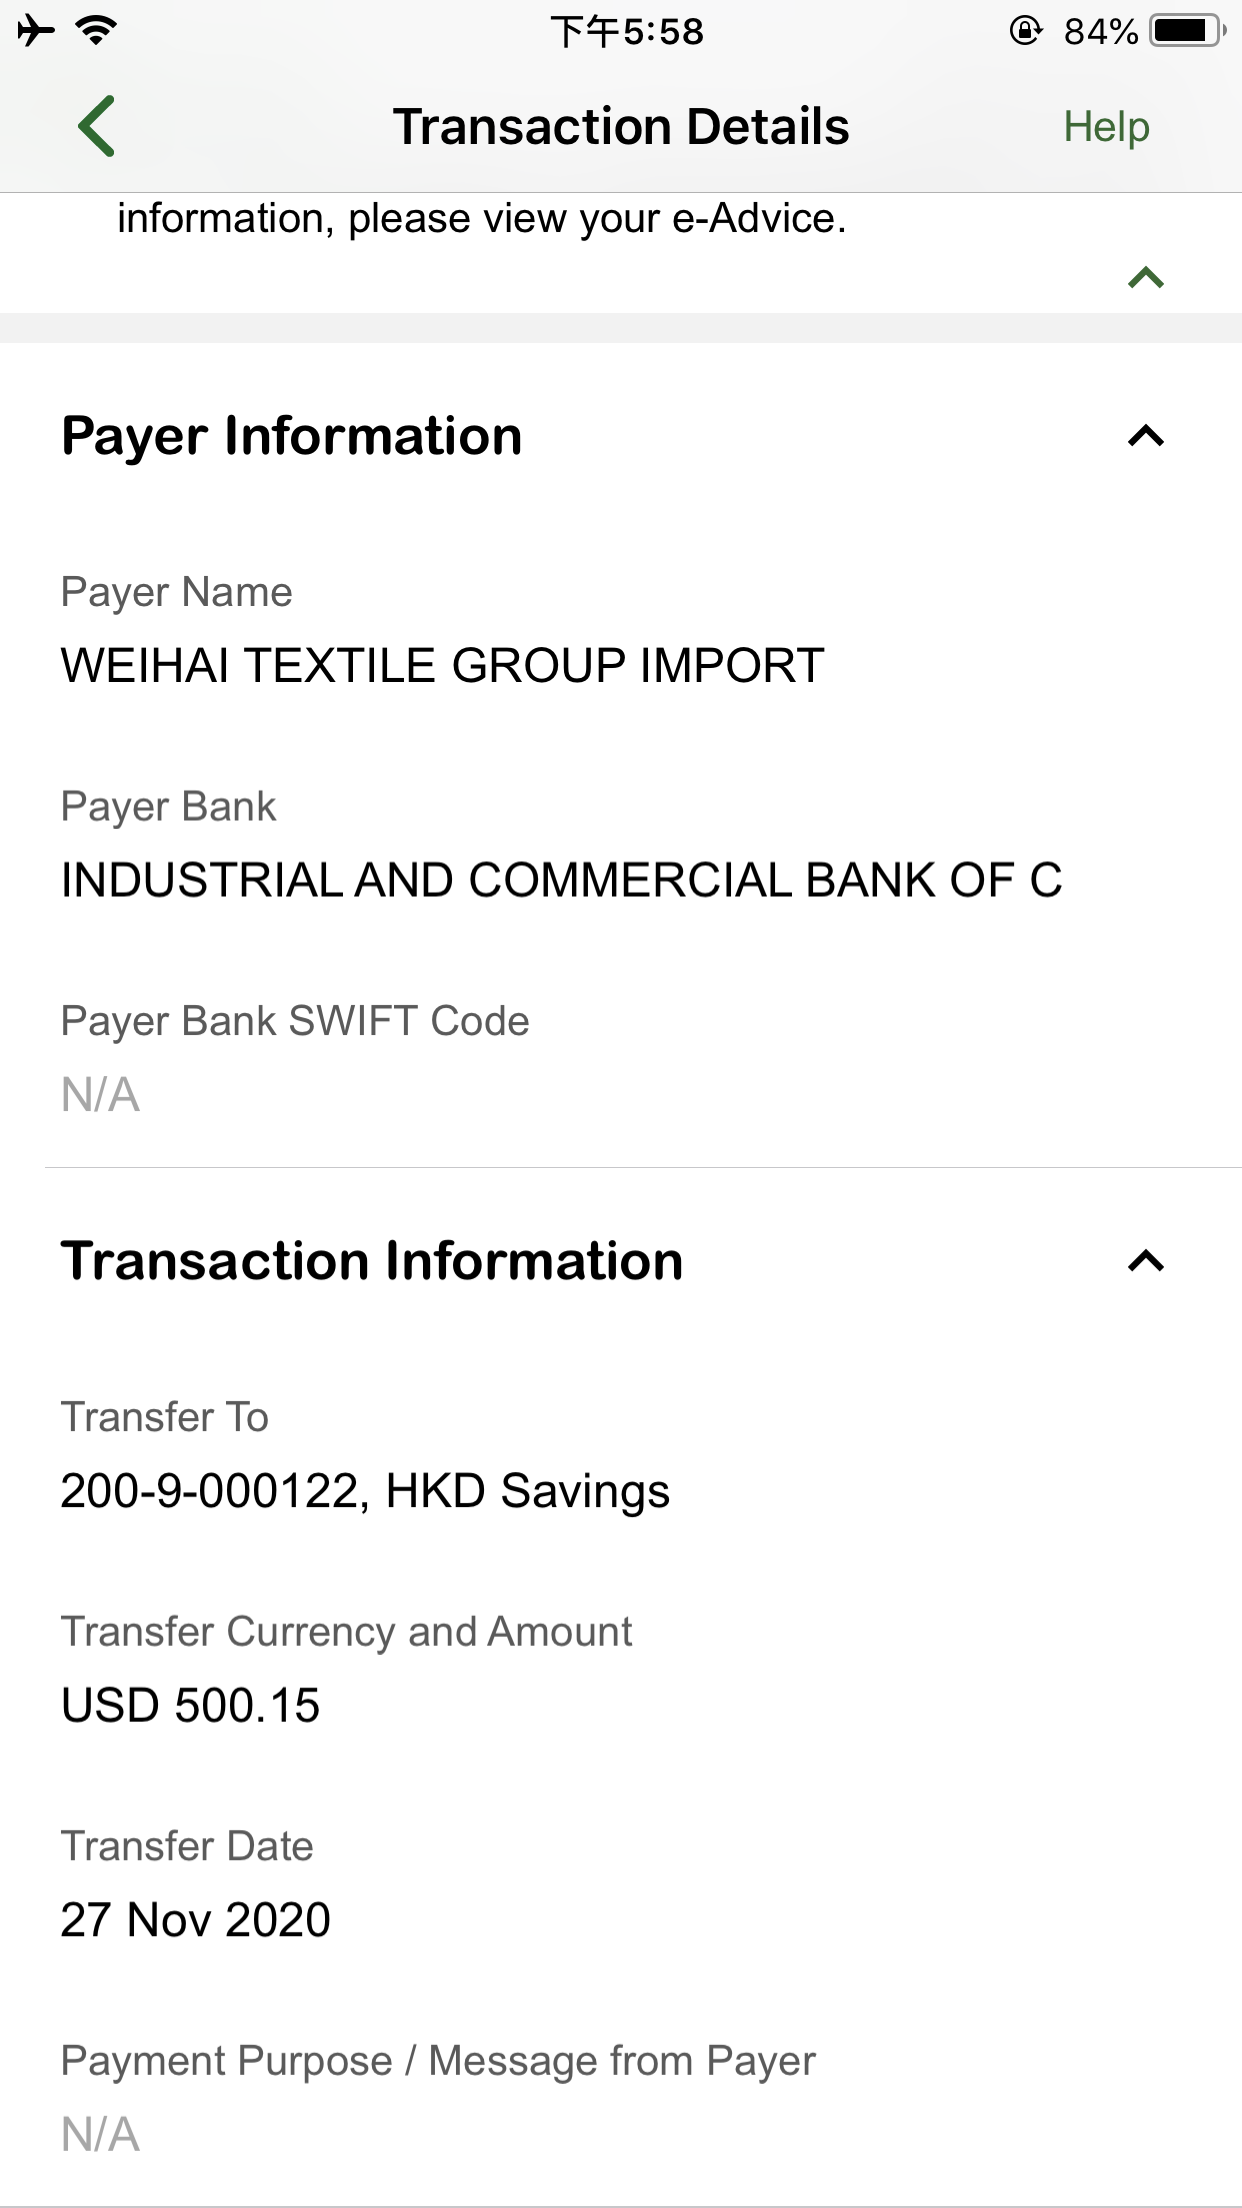 下午5:58
84%
Transaction Details
Help
information, please view your e-Advice.
Payer Information
Payer Name
WEIHAI TEXTILE GROUP IMPORT
Payer Bank
INDUSTRIAL AND COMMERCIAL BANK OF C
Payer Bank SWIFT Code
N/A
Transaction Information
Transfer To
200-9-000122, HKD Savings
Transfer Currency and Amount
USD 500.15
Transfer Date
27 Nov 2020
Payment Purpose / Message from Payer
N/A